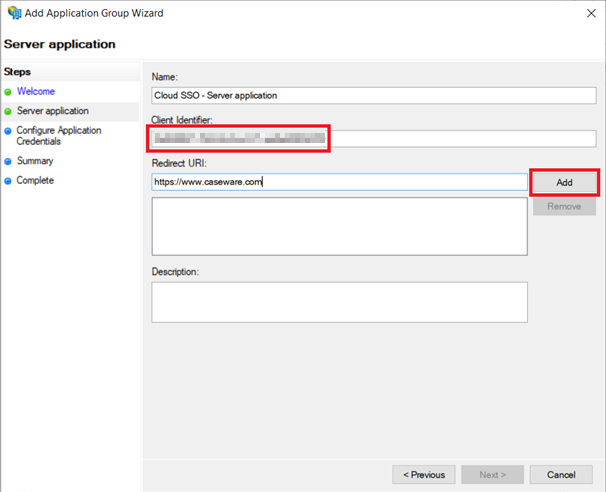 Add Application Group Wizard
Server application
Steps
Welcome
Server application
Configure Application
Credentials
Summary
Complete
Name:
Cloud SSO - Server application
Client Identifier:
Redirect URI:
https://www.caseware.com
Add
Remove
Description:
< Previous
Next >
Cancel